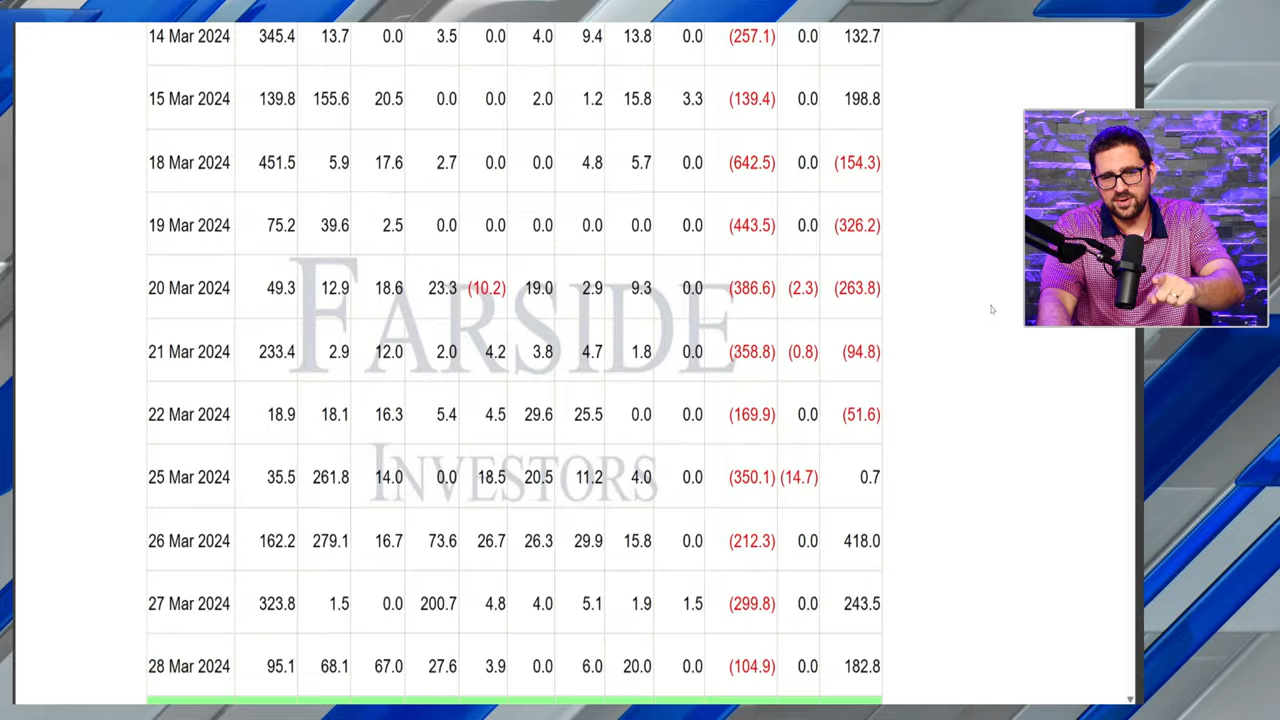 14 Mar 2024 345.4 13.7 0.0 3.5 0.0 4.0 9.4 13.8 0.0 (257.1) 0.0 132.7
15 Mar 2024 139.8 155.6 20.5 0.0 0.0 2.0 1.2 15.8 3.3 (139.4) 0.0 198.8
18 Mar 2024 451.5 5.9 17.6 2.7 0.0 0.0 4.8 5.7 0.0 (642.5) 0.0 (154.3)
19 Mar 2024 75.2 39.6 2.5 0.0 0.0 0.0 0.0 0.0 0.0 (443.5) 0.0 (326.2)
20 Mar 2024 49.3 12.9 18.6 23.3 (10.2) 19.0 2.9 9.3 0.0 (386.6) (2.3) (263.8)
FARSIDE
21 Mar 2024 233.4 2.9 12.0 2.0 4.2 3.8 4.7 1.8 0.0 (358.8) (0.8) (94.8)
22 Mar 2024 18.9 18.1 16.3 5.4 4.5 29.6 25.5 0.0 0.0 (169.9) 0.0 (51.6)
25 Mar 2024 35.5 261.8 14.0 0.0 18.5 20.5 11.2 4.0 0.0 (350.1) (14.7) 0.7
INVESTORS
26 Mar 2024 162.2 279.1 16.7 73.6 26.7 26.3 29.9 15.8 0.0 (212.3) 0.0 418.0
27 Mar 2024 323.8 1.5 0.0 200.7 4.8 4.0 5.1 1.9 1.5 (299.8) 0.0 243.5
28 Mar 2024 95.1 68.1 67.0 27.6 3.9 0.0 6.0 20.0 0.0 (104.9) 0.0 182.8